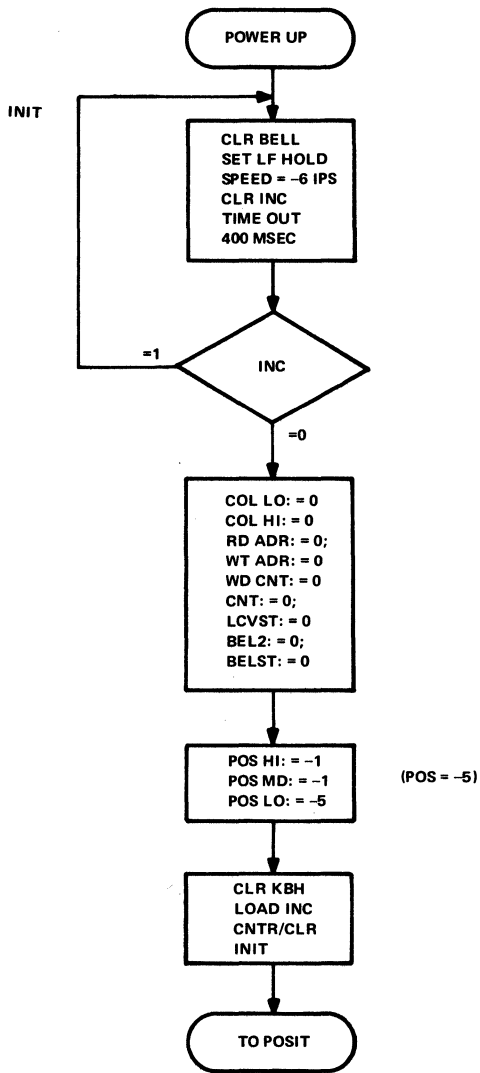 POWER UP
INIT
CLR BELL
SET LF HOLD
SPEED = –6 IPS
CLR INC
TIME OUT
400 MSEC
=1
INC
=0
COL LO: = 0
COL HI: = 0
RD ADR: = 0;
WT ADR: = 0
WD CNT: = 0
CNT: = 0;
LCVST: = 0
BEL2: = 0;
BELST: = 0
POS HI: = –1
POS MD: = –1
POS LO: = –5
(POS = –5)
CLR KBH
LOAD INC
CNTR/CLR
INIT
TO POSIT